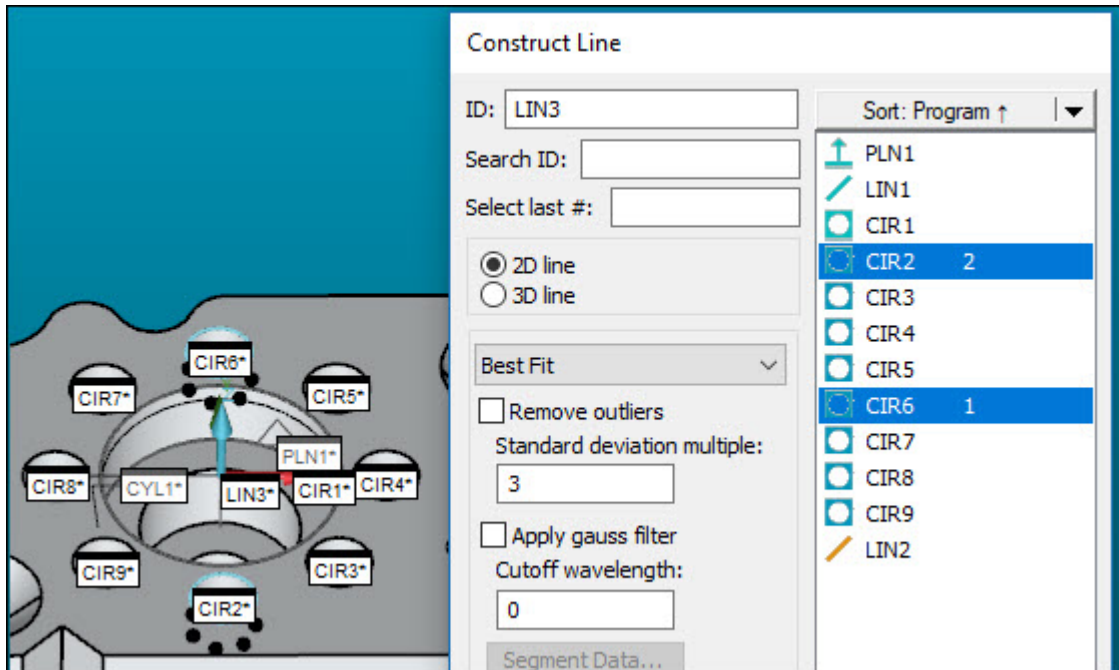 Construct Line
ID: LIN3
Search ID:
Select last #:
2D line
3D line
Best Fit
Remove outliers
Standard deviation multiple:
3
Apply gauss filter
Cutoff wavelength:
0
Segment Data...
Sort: Program ↑
PLN1
LIN1
CIR1
CIR2 2
CIR3
CIR4
CIR5
CIR6 1
CIR7
CIR8
CIR9
LIN2
CIR6*
CIR7*
CIR5*
PLN1*
CIR8*
CYL1*
LIN3*
CIR1*
CIR4*
CIR9*
CIR3*
CIR2*